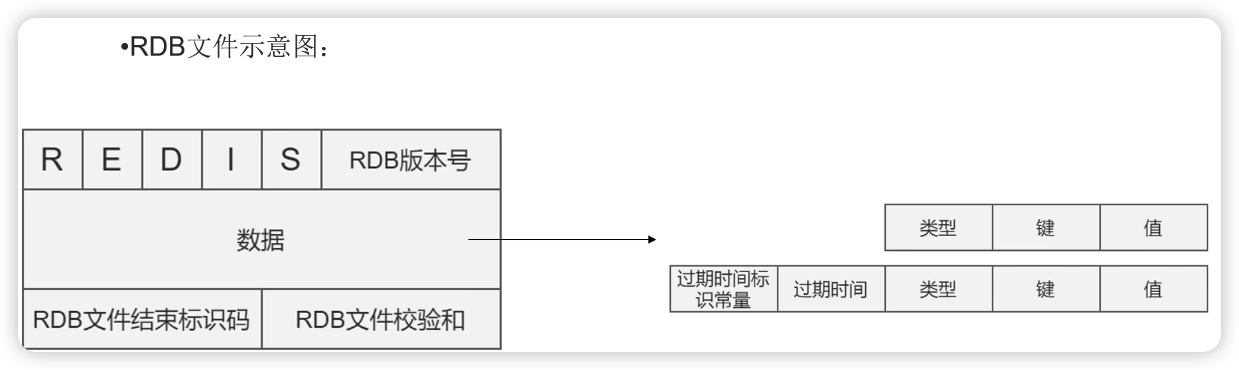 •RDB文件示意图：
R E D I S RDB版本号
数据
类型 键 值
过期时间标
识常量
过期时间 类型 键 值
RDB文件结束标识码 RDB文件校验和